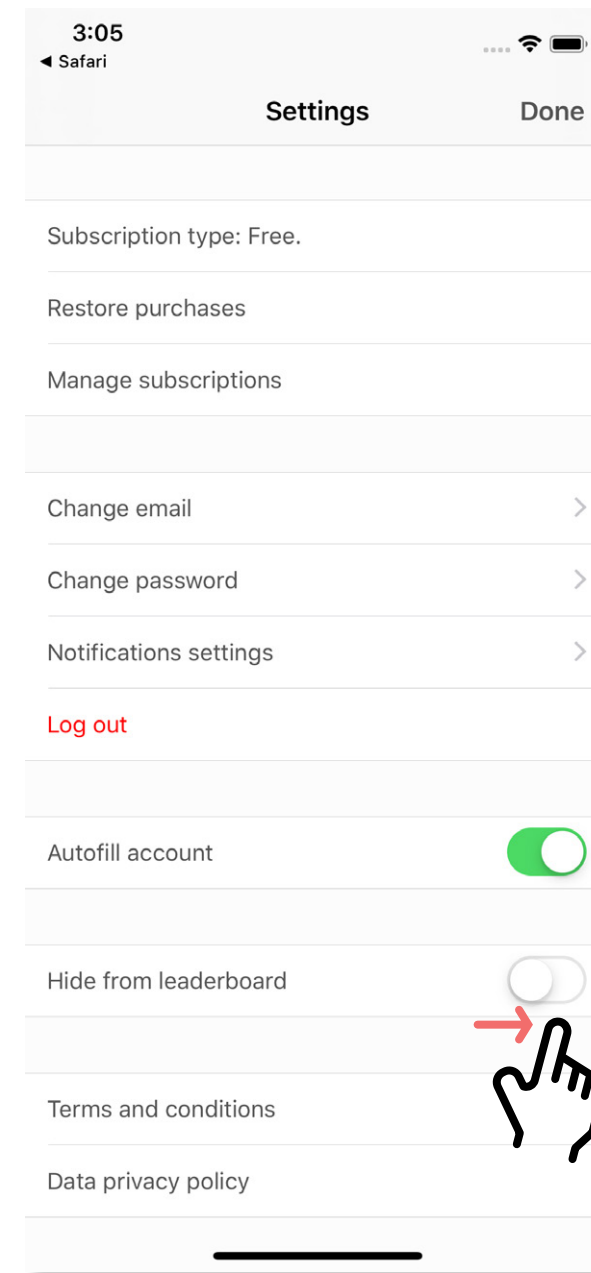 3:05
◀ Safari
Settings
Done
Subscription type: Free.
Restore purchases
Manage subscriptions
Change email
Change password
Notifications settings
Log out
Autofill account
Hide from leaderboard
Terms and conditions
Data privacy policy